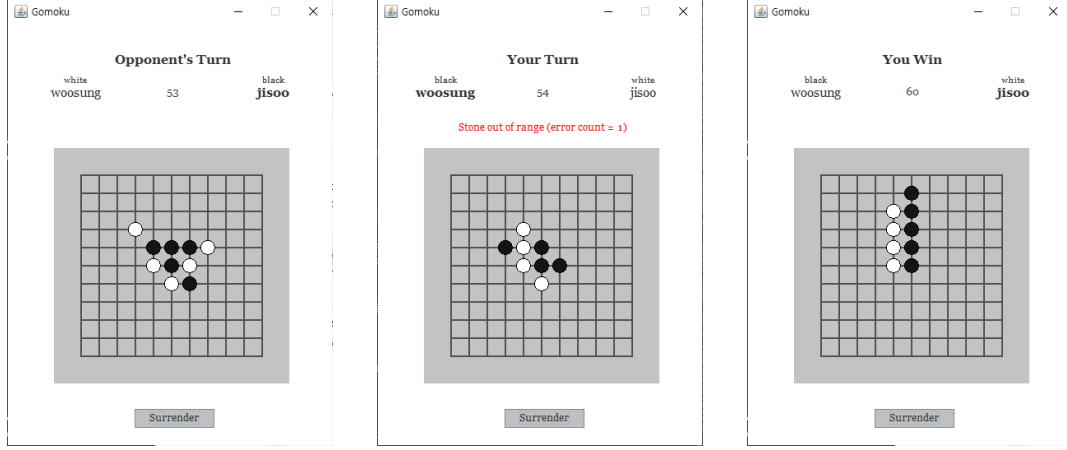 Gomoku
Opponent's Turn
white black
woosung 53 jisoo
Surrender
Gomoku
Your Turn
black white
woosung 54 jisoo
Stone out of range (error count = 1)
Surrender
Gomoku
You Win
black white
woosung 60 jisoo
Surrender